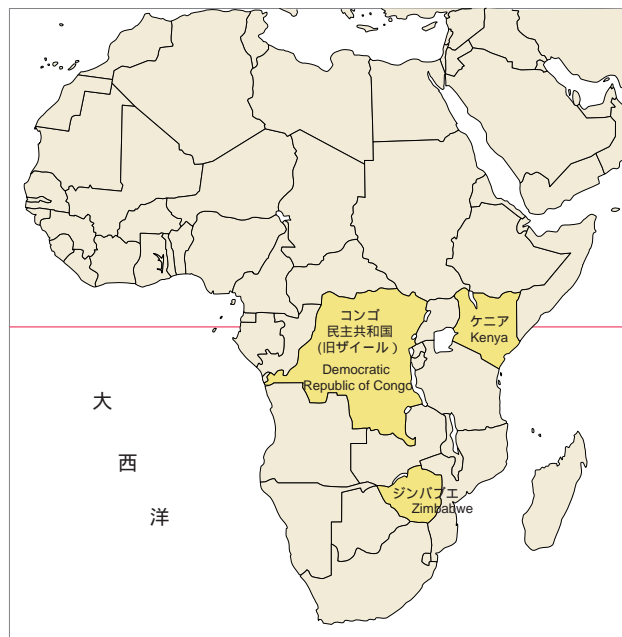 コンゴ
民主共和国
(旧ザイール)
Democratic
Republic of Congo
ケニア
Kenya
大
西
洋
ジンバブエ
Zimbabwe